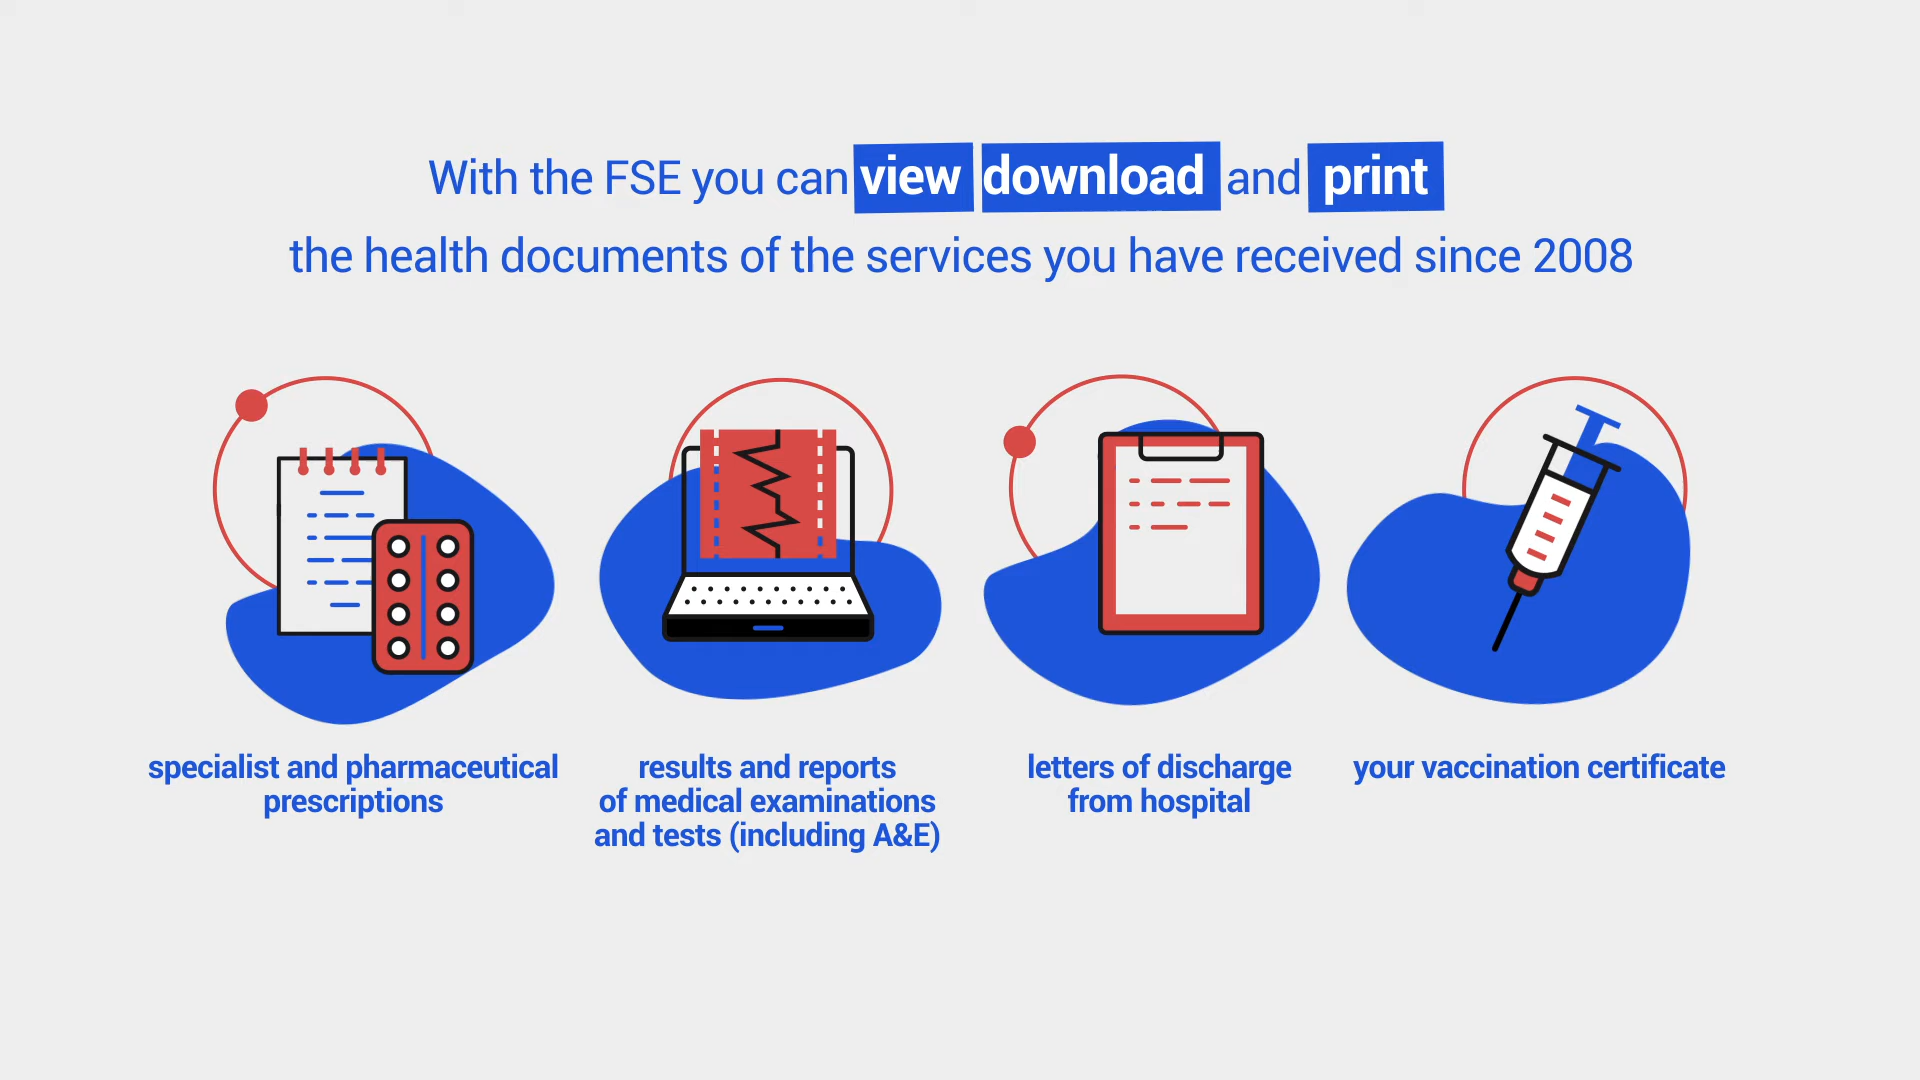 With the FSE you can view download and print
the health documents of the services you have received since 2008
specialist and pharmaceutical
prescriptions
results and reports
of medical examinations
and tests (including A&E)
letters of discharge
from hospital
your vaccination certificate